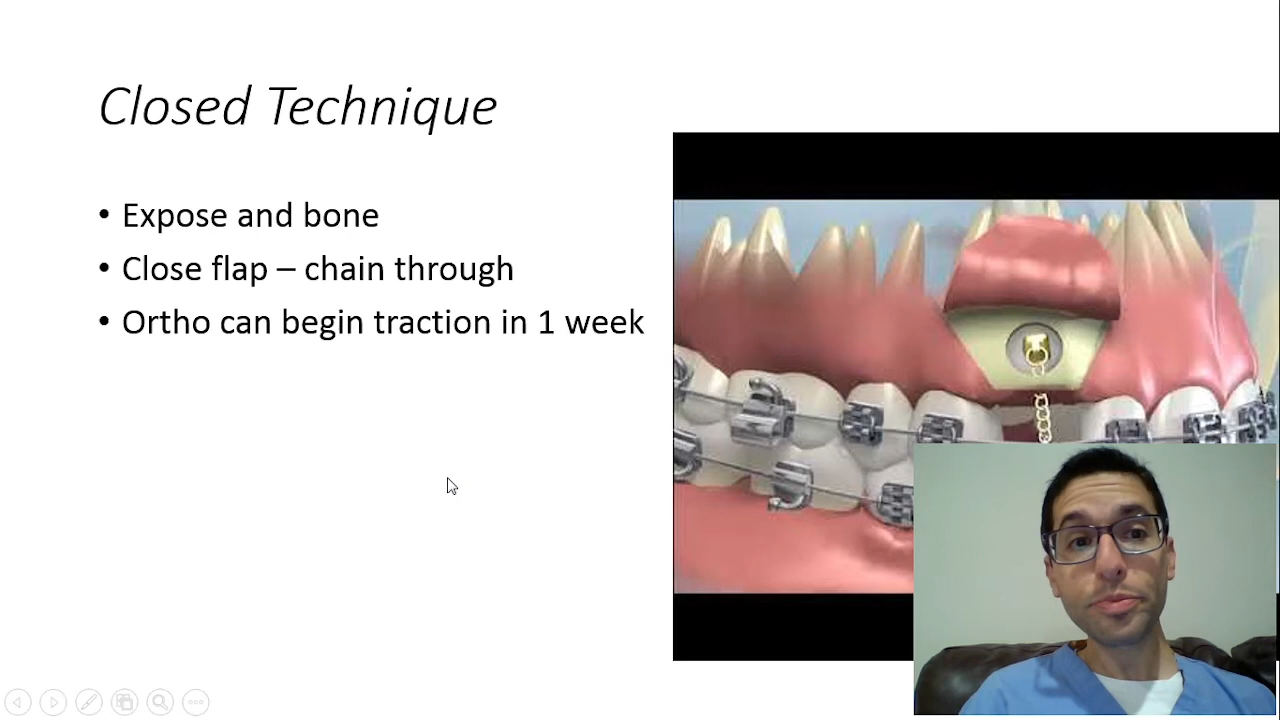 Closed Technique
• Expose and bone
• Close flap – chain through
• Ortho can begin traction in 1 week